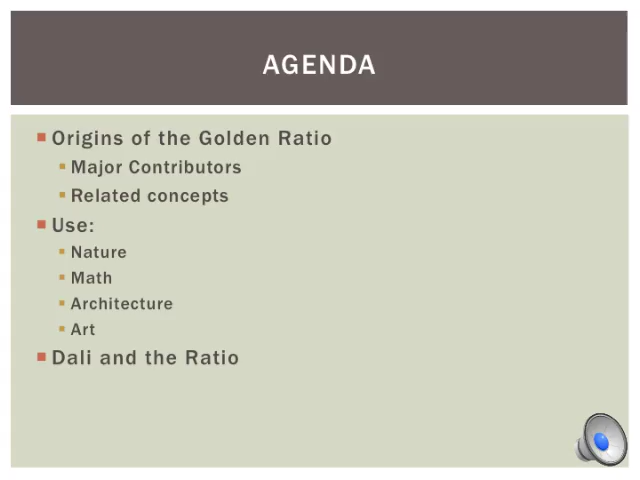 AGENDA
Origins of the Golden Ratio
Major Contributors
Related concepts
Use:
Nature
Math
Architecture
Art
Dali and the Ratio